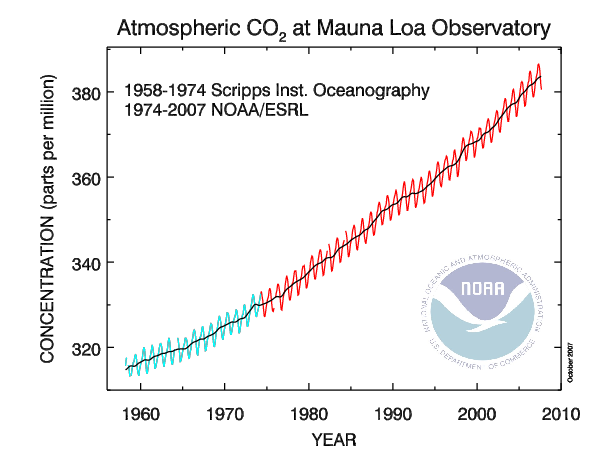 Atmospheric CO2 at Mauna Loa Observatory
1958-1974 Scripps Inst. Oceanography
1974-2007 NOAA/ESRL
CONCENTRATION (parts per million)
380
360
340
320
1960
1970
1980
1990
2000
2010
YEAR
NATIONAL OCEANIC AND ATMOSPHERIC ADMINISTRATION
NOAA
U.S. DEPARTMENT OF COMMERCE
October 2007